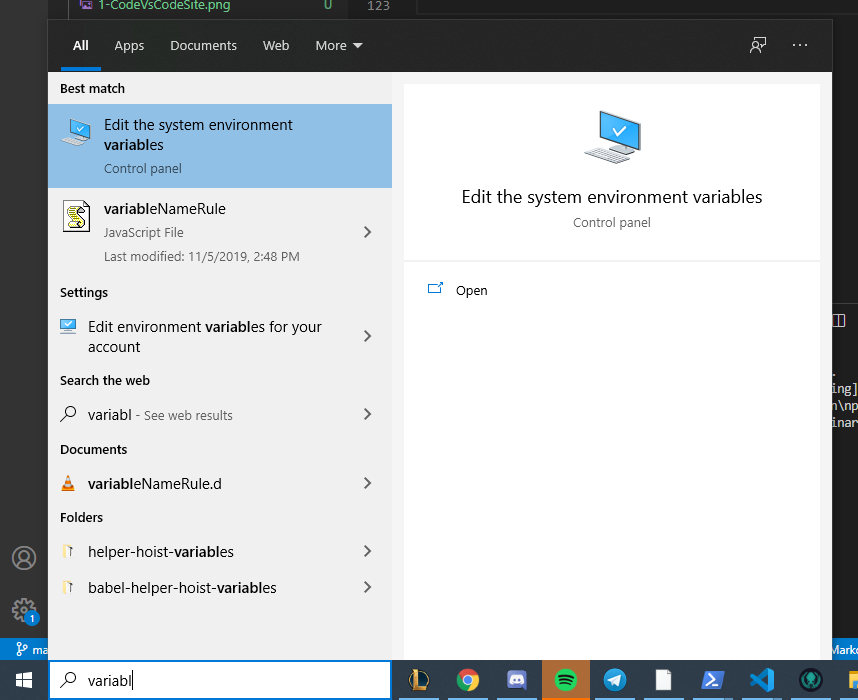 1-CodeVsCodeSite.png U 123
All Apps Documents Web More
Best match
Edit the system environment
variables
Control panel
variableNameRule
JavaScript File
Last modified: 11/5/2019, 2:48 PM
Settings
Edit environment variables for your
account
Search the web
variabl - See web results
Documents
variableNameRule.d
Folders
helper-hoist-variables
babel-helper-hoist-variables
Edit the system environment variables
Control panel
Open
ing]
n\np
inar
1
ma
Marko
variabl